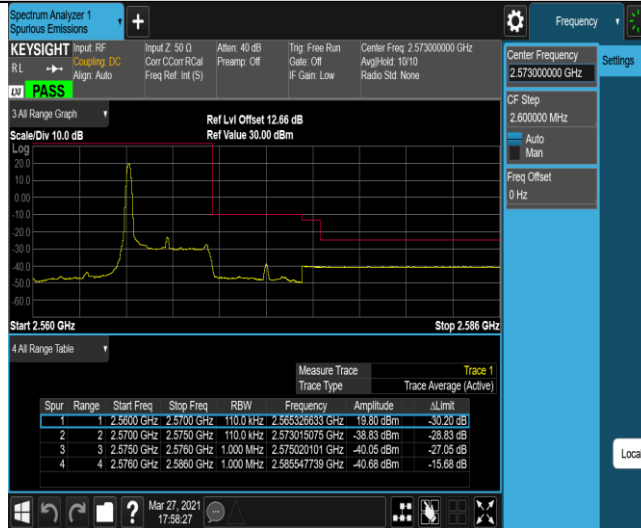 Spectrum Analyzer 1
Spurious Emissions
Frequency
KEYSIGHT
Input: RF
Coupling: DC
Align: Auto
Input Z: 50 Ω
Corr CCorr RCal
Freq Ref: Int (S)
Atten: 40 dB
Preamp: Off
Trig: Free Run
Gate: Off
IF Gain: Low
Center Freq: 2.573000000 GHz
Avg|Hold: 10/10
Radio Std: None
RL
LXI
PASS
Center Frequency
2.573000000 GHz
Settings
CF Step
2.600000 MHz
Auto
Man
Freq Offset
0 Hz
3 All Range Graph
Scale/Div 10.0 dB
Ref Lvl Offset 12.66 dB
Ref Value 30.00 dBm
Log
20.0
10.0
0.00
-10.0
-20.0
-30.0
-40.0
-50.0
-60.0
Start 2.560 GHz
Stop 2.586 GHz
4 All Range Table
Measure Trace Trace 1
Trace Type Trace Average (Active)
Spur Range Start Freq Stop Freq RBW Frequency Amplitude ΔLimit
1 1 2.5600 GHz 2.5700 GHz 110.0 kHz 2.565326633 GHz 19.80 dBm -30.20 dB
2 2 2.5700 GHz 2.5750 GHz 110.0 kHz 2.573015075 GHz -38.83 dBm -28.83 dB
3 3 2.5750 GHz 2.5760 GHz 1.000 MHz 2.575020101 GHz -40.05 dBm -27.05 dB
4 4 2.5760 GHz 2.5860 GHz 1.000 MHz 2.585547739 GHz -40.68 dBm -15.68 dB
Local
?
Mar 27, 2021
17:58:27